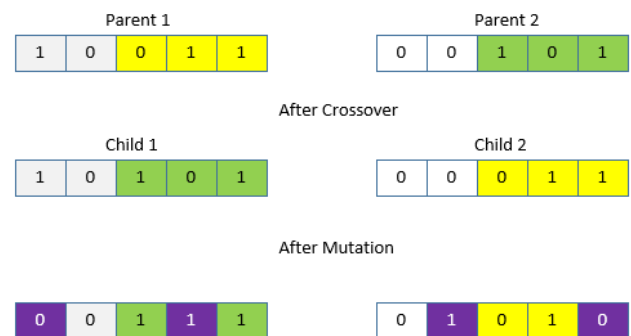 Parent 1 Parent 2
1 0 0 1 1 0 0 1 0 1
After Crossover
Child 1 Child 2
1 0 1 0 1 0 0 0 1 1
After Mutation
0 0 1 1 1 0 1 0 1 0